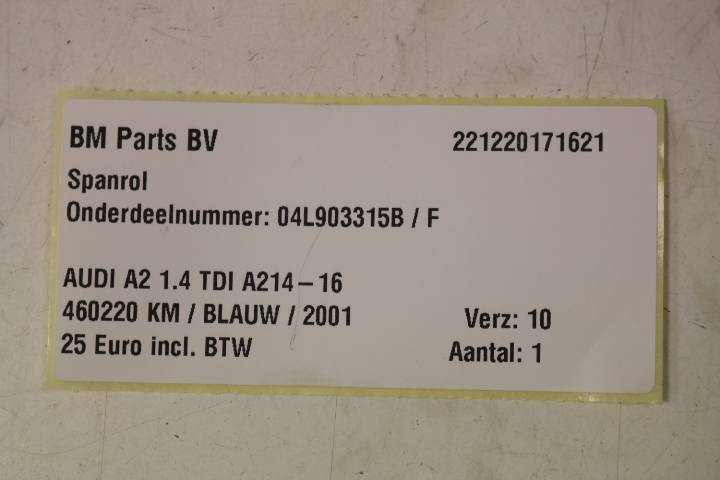 BM Parts BV 221220171621
Spanrol
Onderdeelnummer: 04L903315B / F
AUDI A2 1.4 TDI A214-16
460220 KM / BLAUW / 2001 Verz: 10
25 Euro incl. BTW Aantal: 1